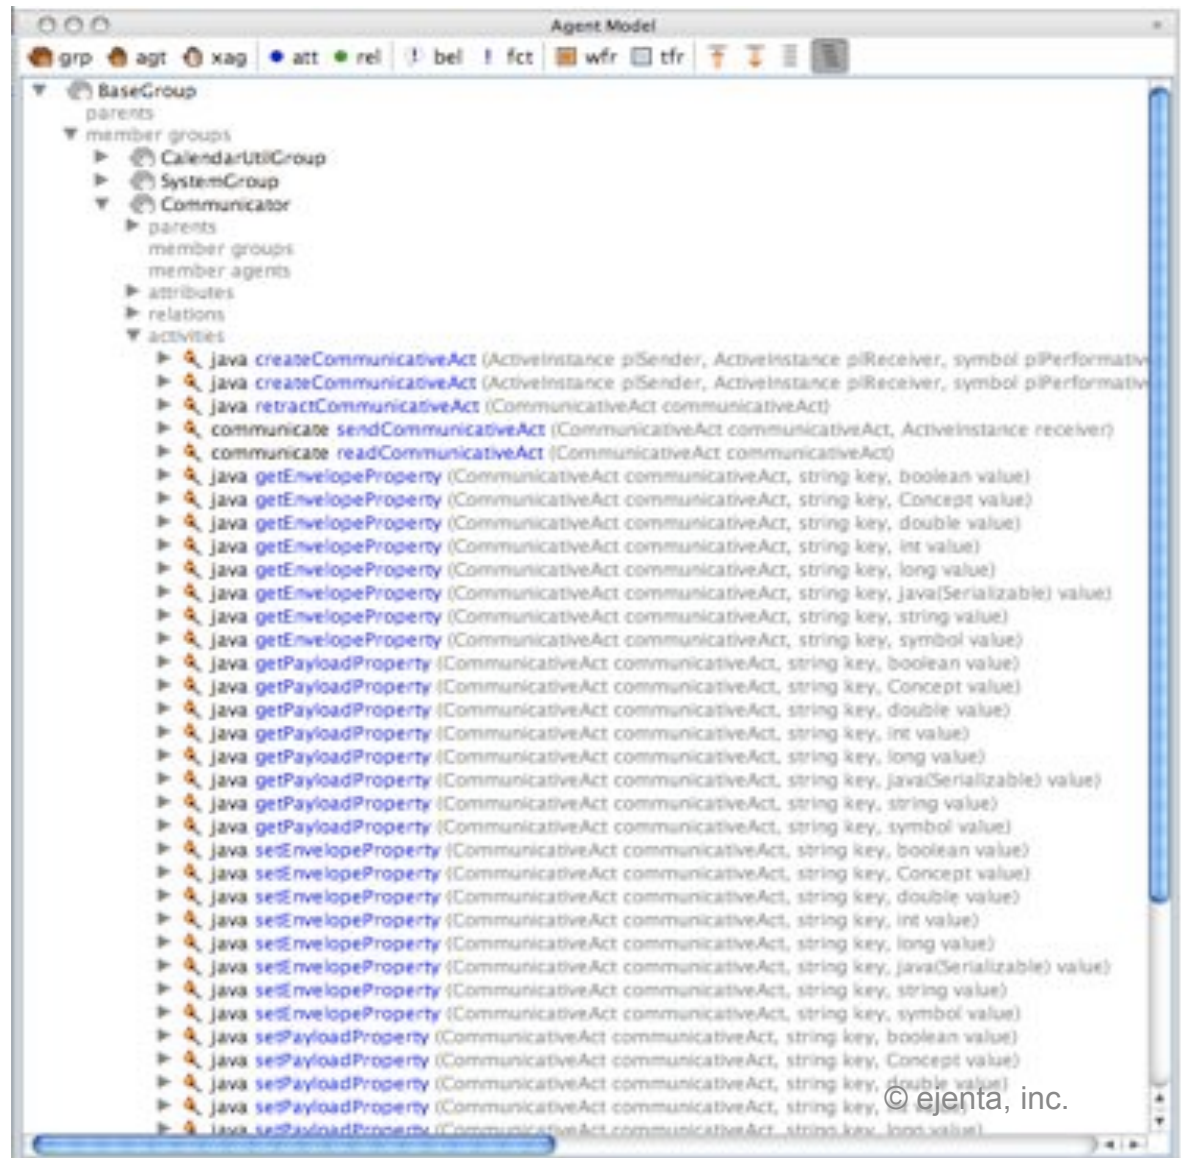 Agent Model
grp agt xag att rel bel fct wfr tfr
BaseGroup
parents
member groups
CalendarUtilGroup
SystemGroup
Communicator
parents
member groups
member agents
attributes
relations
activities
java createCommunicativeAct (ActiveInstance plSender, ActiveInstance plReceiver, symbol plPerformativ
java createCommunicativeAct (ActiveInstance plSender, ActiveInstance plReceiver, symbol plPerformativ
java retractCommunicativeAct (CommunicativeAct communicativeAct)
communicate sendCommunicativeAct (CommunicativeAct communicativeAct, ActiveInstance receiver)
communicate readCommunicativeAct (CommunicativeAct communicativeAct)
java getEnvelopeProperty (CommunicativeAct communicativeAct, string key, boolean value)
java getEnvelopeProperty (CommunicativeAct communicativeAct, string key, Concept value)
java getEnvelopeProperty (CommunicativeAct communicativeAct, string key, double value)
java getEnvelopeProperty (CommunicativeAct communicativeAct, string key, int value)
java getEnvelopeProperty (CommunicativeAct communicativeAct, string key, long value)
java getEnvelopeProperty (CommunicativeAct communicativeAct, string key, java(Serializable) value)
java getEnvelopeProperty (CommunicativeAct communicativeAct, string key, string value)
java getEnvelopeProperty (CommunicativeAct communicativeAct, string key, symbol value)
java getPayloadProperty (CommunicativeAct communicativeAct, string key, boolean value)
java getPayloadProperty (CommunicativeAct communicativeAct, string key, Concept value)
java getPayloadProperty (CommunicativeAct communicativeAct, string key, double value)
java getPayloadProperty (CommunicativeAct communicativeAct, string key, int value)
java getPayloadProperty (CommunicativeAct communicativeAct, string key, long value)
java getPayloadProperty (CommunicativeAct communicativeAct, string key, java(Serializable) value)
java getPayloadProperty (CommunicativeAct communicativeAct, string key, string value)
java getPayloadProperty (CommunicativeAct communicativeAct, string key, symbol value)
java setEnvelopeProperty (CommunicativeAct communicativeAct, string key, boolean value)
java setEnvelopeProperty (CommunicativeAct communicativeAct, string key, Concept value)
java setEnvelopeProperty (CommunicativeAct communicativeAct, string key, double value)
java setEnvelopeProperty (CommunicativeAct communicativeAct, string key, int value)
java setEnvelopeProperty (CommunicativeAct communicativeAct, string key, long value)
java setEnvelopeProperty (CommunicativeAct communicativeAct, string key, java(Serializable) value)
java setEnvelopeProperty (CommunicativeAct communicativeAct, string key, string value)
java setEnvelopeProperty (CommunicativeAct communicativeAct, string key, symbol value)
java setPayloadProperty (CommunicativeAct communicativeAct, string key, boolean value)
java setPayloadProperty (CommunicativeAct communicativeAct, string key, Concept value)
java setPayloadProperty (CommunicativeAct communicativeAct, string key, double value)
java setPayloadProperty (CommunicativeAct communicativeAct, string key,
© ejenta, inc.
java setPayloadProperty (CommunicativeAct communicativeAct, string key, long value)